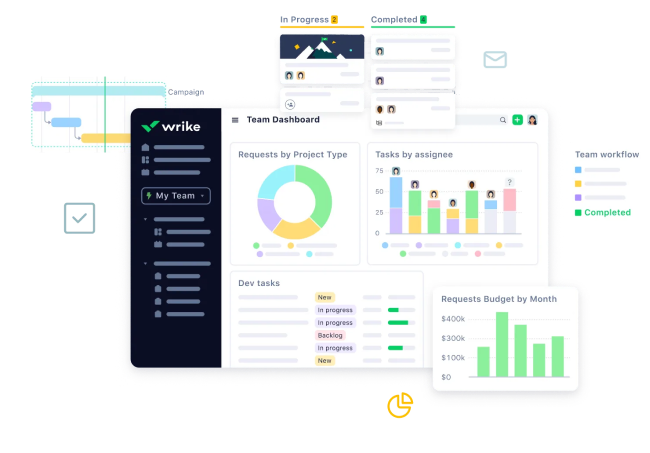 In Progress 2
Completed 4
Campaign
wrike
Team Dashboard
Requests by Project Type
Tasks by assignee
75
50
25
0
?
My Team
Team workflow
Completed
Dev tasks
New
In progress
In progress
Backlog
In progress
New
Requests Budget by Month
$400k
$300k
$100k
$0